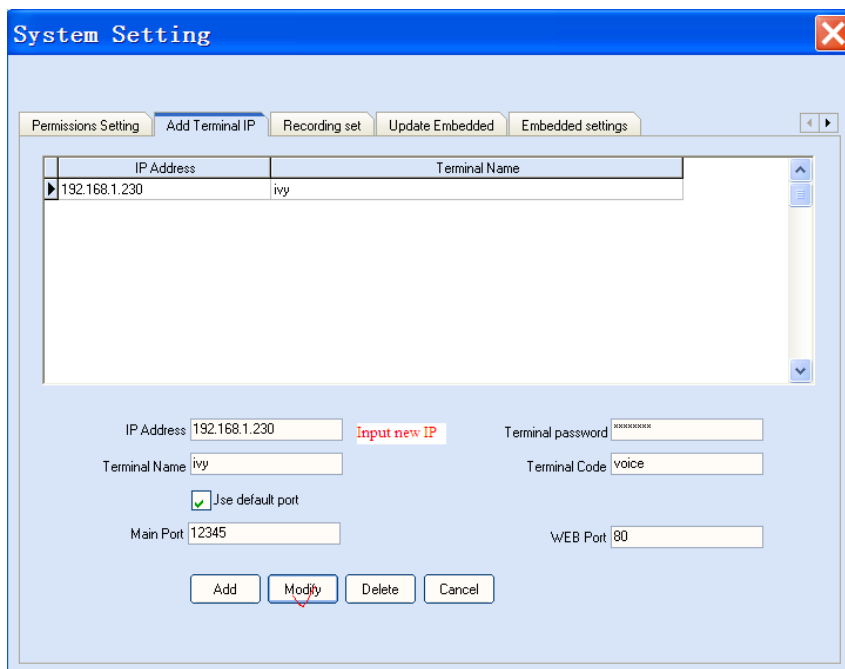 System Setting
Permissions Setting Add Terminal IP Recording set Update Embedded Embedded settings
IP Address Terminal Name
192.168.1.230 ivy
IP Address 192.168.1.230 Input new IP Terminal password ********
Terminal Name ivy Terminal Code voice
Jse default port
Main Port 12345 WEB Port 80
Add Modify Delete Cancel